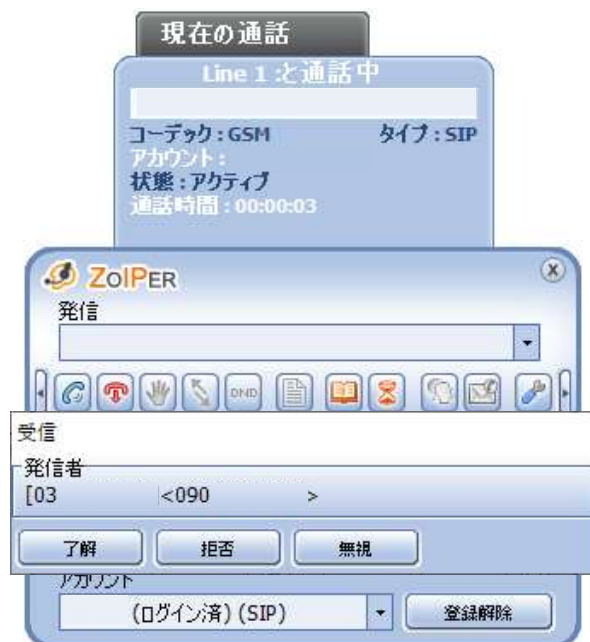 現在の通話
Line 1 :と通話中
コーデック : GSM タイプ : SIP
アカウント :
状態 : アクティブ
通話時間 : 00:00:03
ZOIPER
発信
DND
受信
発信者
[03 <090 >
了解 拒否 無視
アカウント
(ログイン済) (SIP) 登録解除